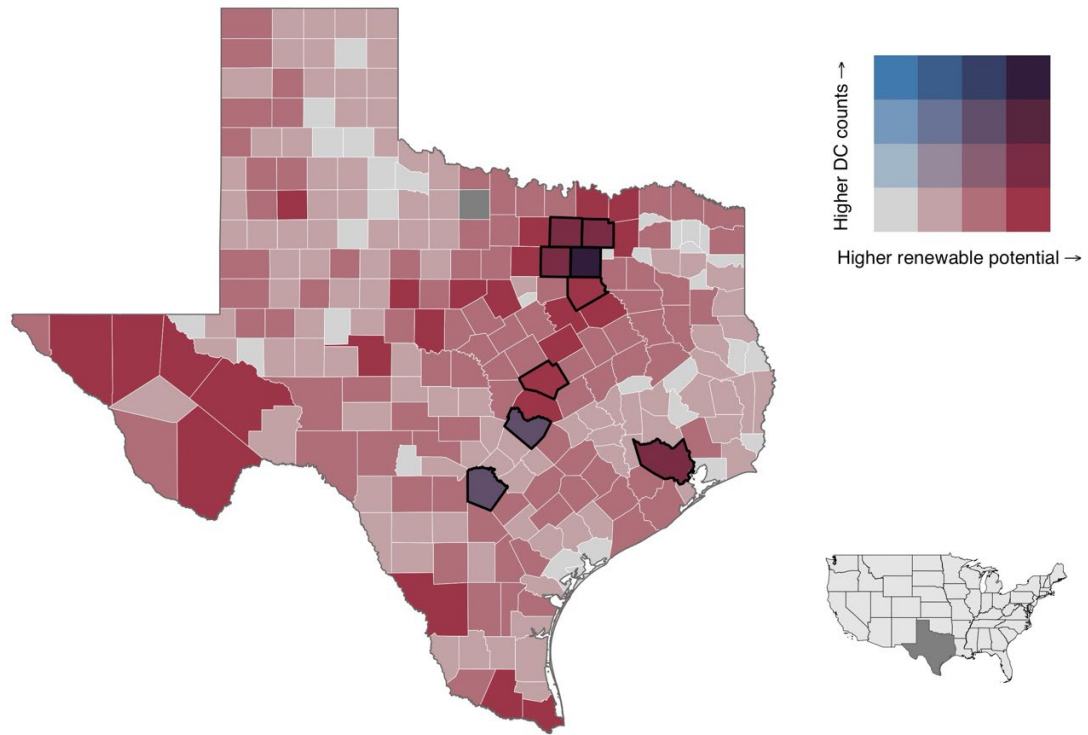 Higher DC counts →
Higher renewable potential →